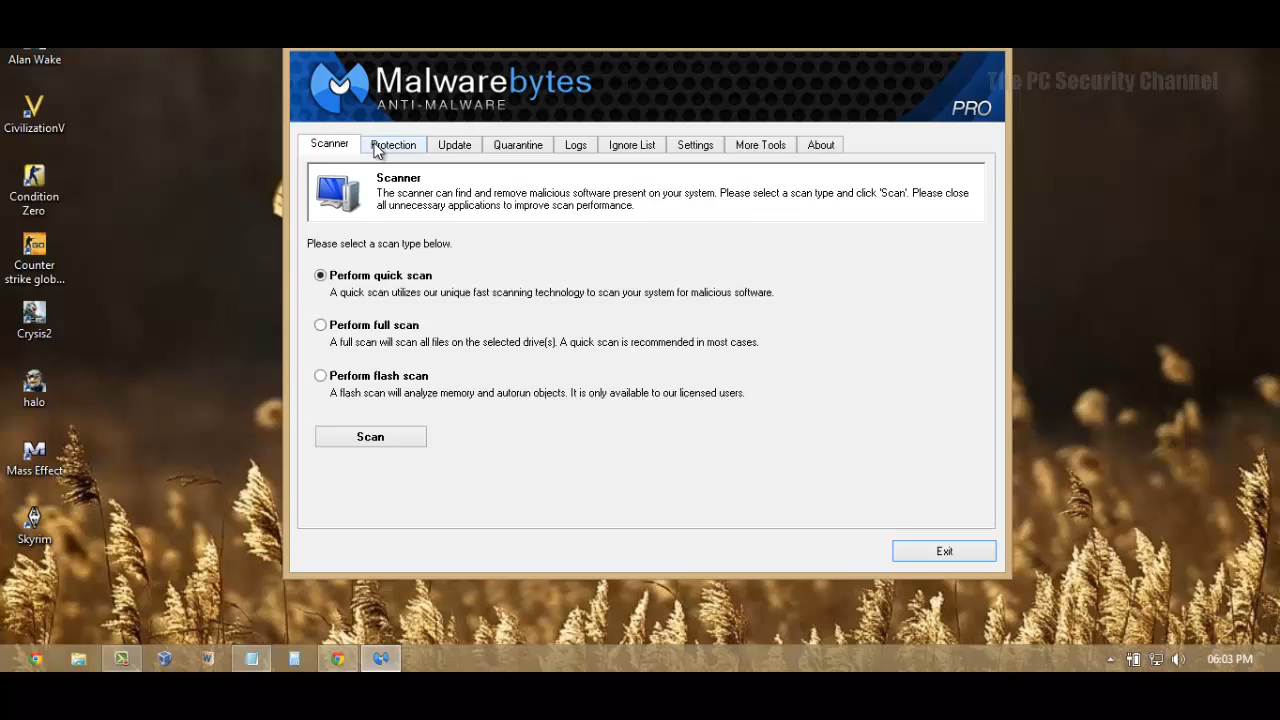 Alan Wake
CivilizationV
Condition
Zero
Counter
strike glob...
Crysis2
halo
Mass Effect
Skyrim
The PC Security Channel
Malwarebytes
ANTI-MALWARE
PRO
Scanner
Protection
Update
Quarantine
Logs
Ignore List
Settings
More Tools
About
Scanner
The scanner can find and remove malicious software present on your system. Please select a scan type and click 'Scan'. Please close
all unnecessary applications to improve scan performance.
Please select a scan type below.
Perform quick scan
A quick scan utilizes our unique fast scanning technology to scan your system for malicious software.
Perform full scan
A full scan will scan all files on the selected drive(s). A quick scan is recommended in most cases.
Perform flash scan
A flash scan will analyze memory and autorun objects. It is only available to our licensed users.
Scan
Exit
06:03 PM